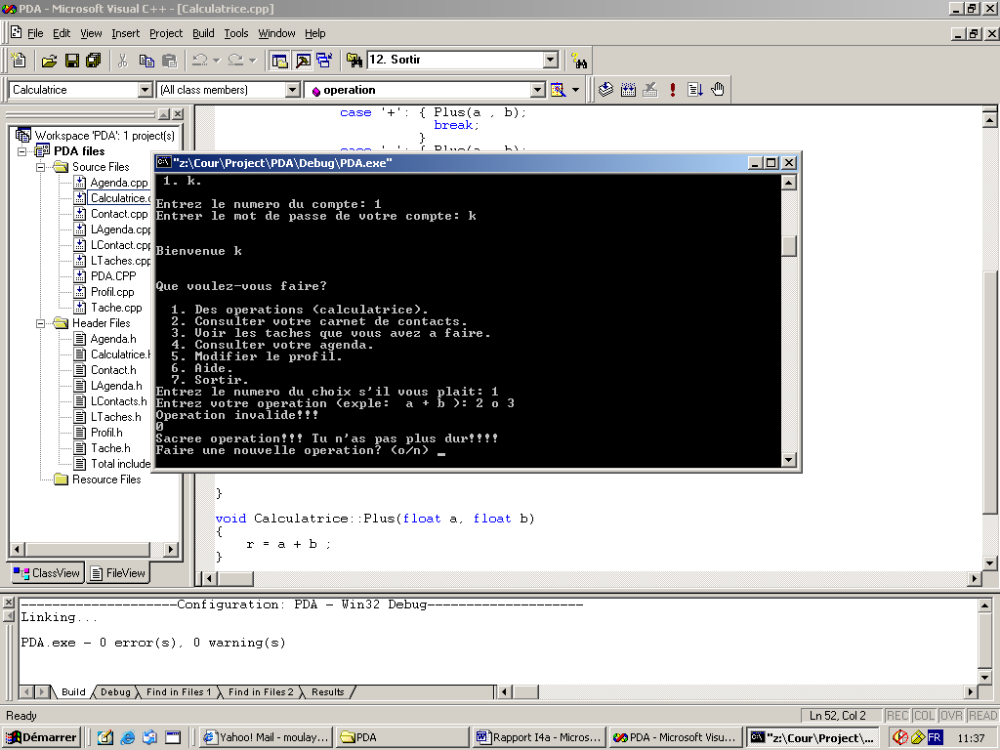 PDA - Microsoft Visual C++ - [Calculatrice.cpp]
File Edit View Insert Project Build Tools Window Help
12. Sortir
Calculatrice (All class members) operation
case '+': { Plus(a , b);
break;
}
Workspace 'PDA': 1 project(s)
PDA files
Source Files
Agenda.cpp
Calculatrice.c
Contact.cpp
LAgenda.cpp
LContact.cpp
LTaches.cpp
PDA.CPP
Profil.cpp
Tache.cpp
Header Files
Agenda.h
Calculatrice.h
Contact.h
LAgenda.h
LContacts.h
LTaches.h
Profil.h
Tache.h
Total include
Resource Files
ClassView FileView
"z:\Cour\Project\PDA\Debug\PDA.exe"
1. k.
Entrez le numero du compte: 1
Entrer le mot de passe de votre compte: k
Bienvenue k
Que voulez-vous faire?
1. Des operations (calculatrice).
2. Consulter votre carnet de contacts.
3. Voir les taches que vous avez a faire.
4. Consulter votre agenda.
5. Modifier le profil.
6. Aide.
7. Sortir.
Entrez le numero du choix s'il vous plait: 1
Entrez votre operation (exple:  a + b ): 2 o 3
Operation invalide!!!
0
Sacree operation!!! Tu n'as pas plus dur!!!!
Faire une nouvelle operation? (o/n) _
}
void Calculatrice::Plus(float a, float b)
{
r = a + b ;
}
--------------------Configuration: PDA - Win32 Debug--------------------
Linking...
PDA.exe - 0 error(s), 0 warning(s)
Build Debug Find in Files 1 Find in Files 2 Results
Ready Ln 52, Col 2 REC COL OVR READ
Démarrer Yahoo! Mail - moulay... PDA Rapport I4a - Micros... PDA - Microsoft Visu... "z:\Cour\Project\... FR 11:37